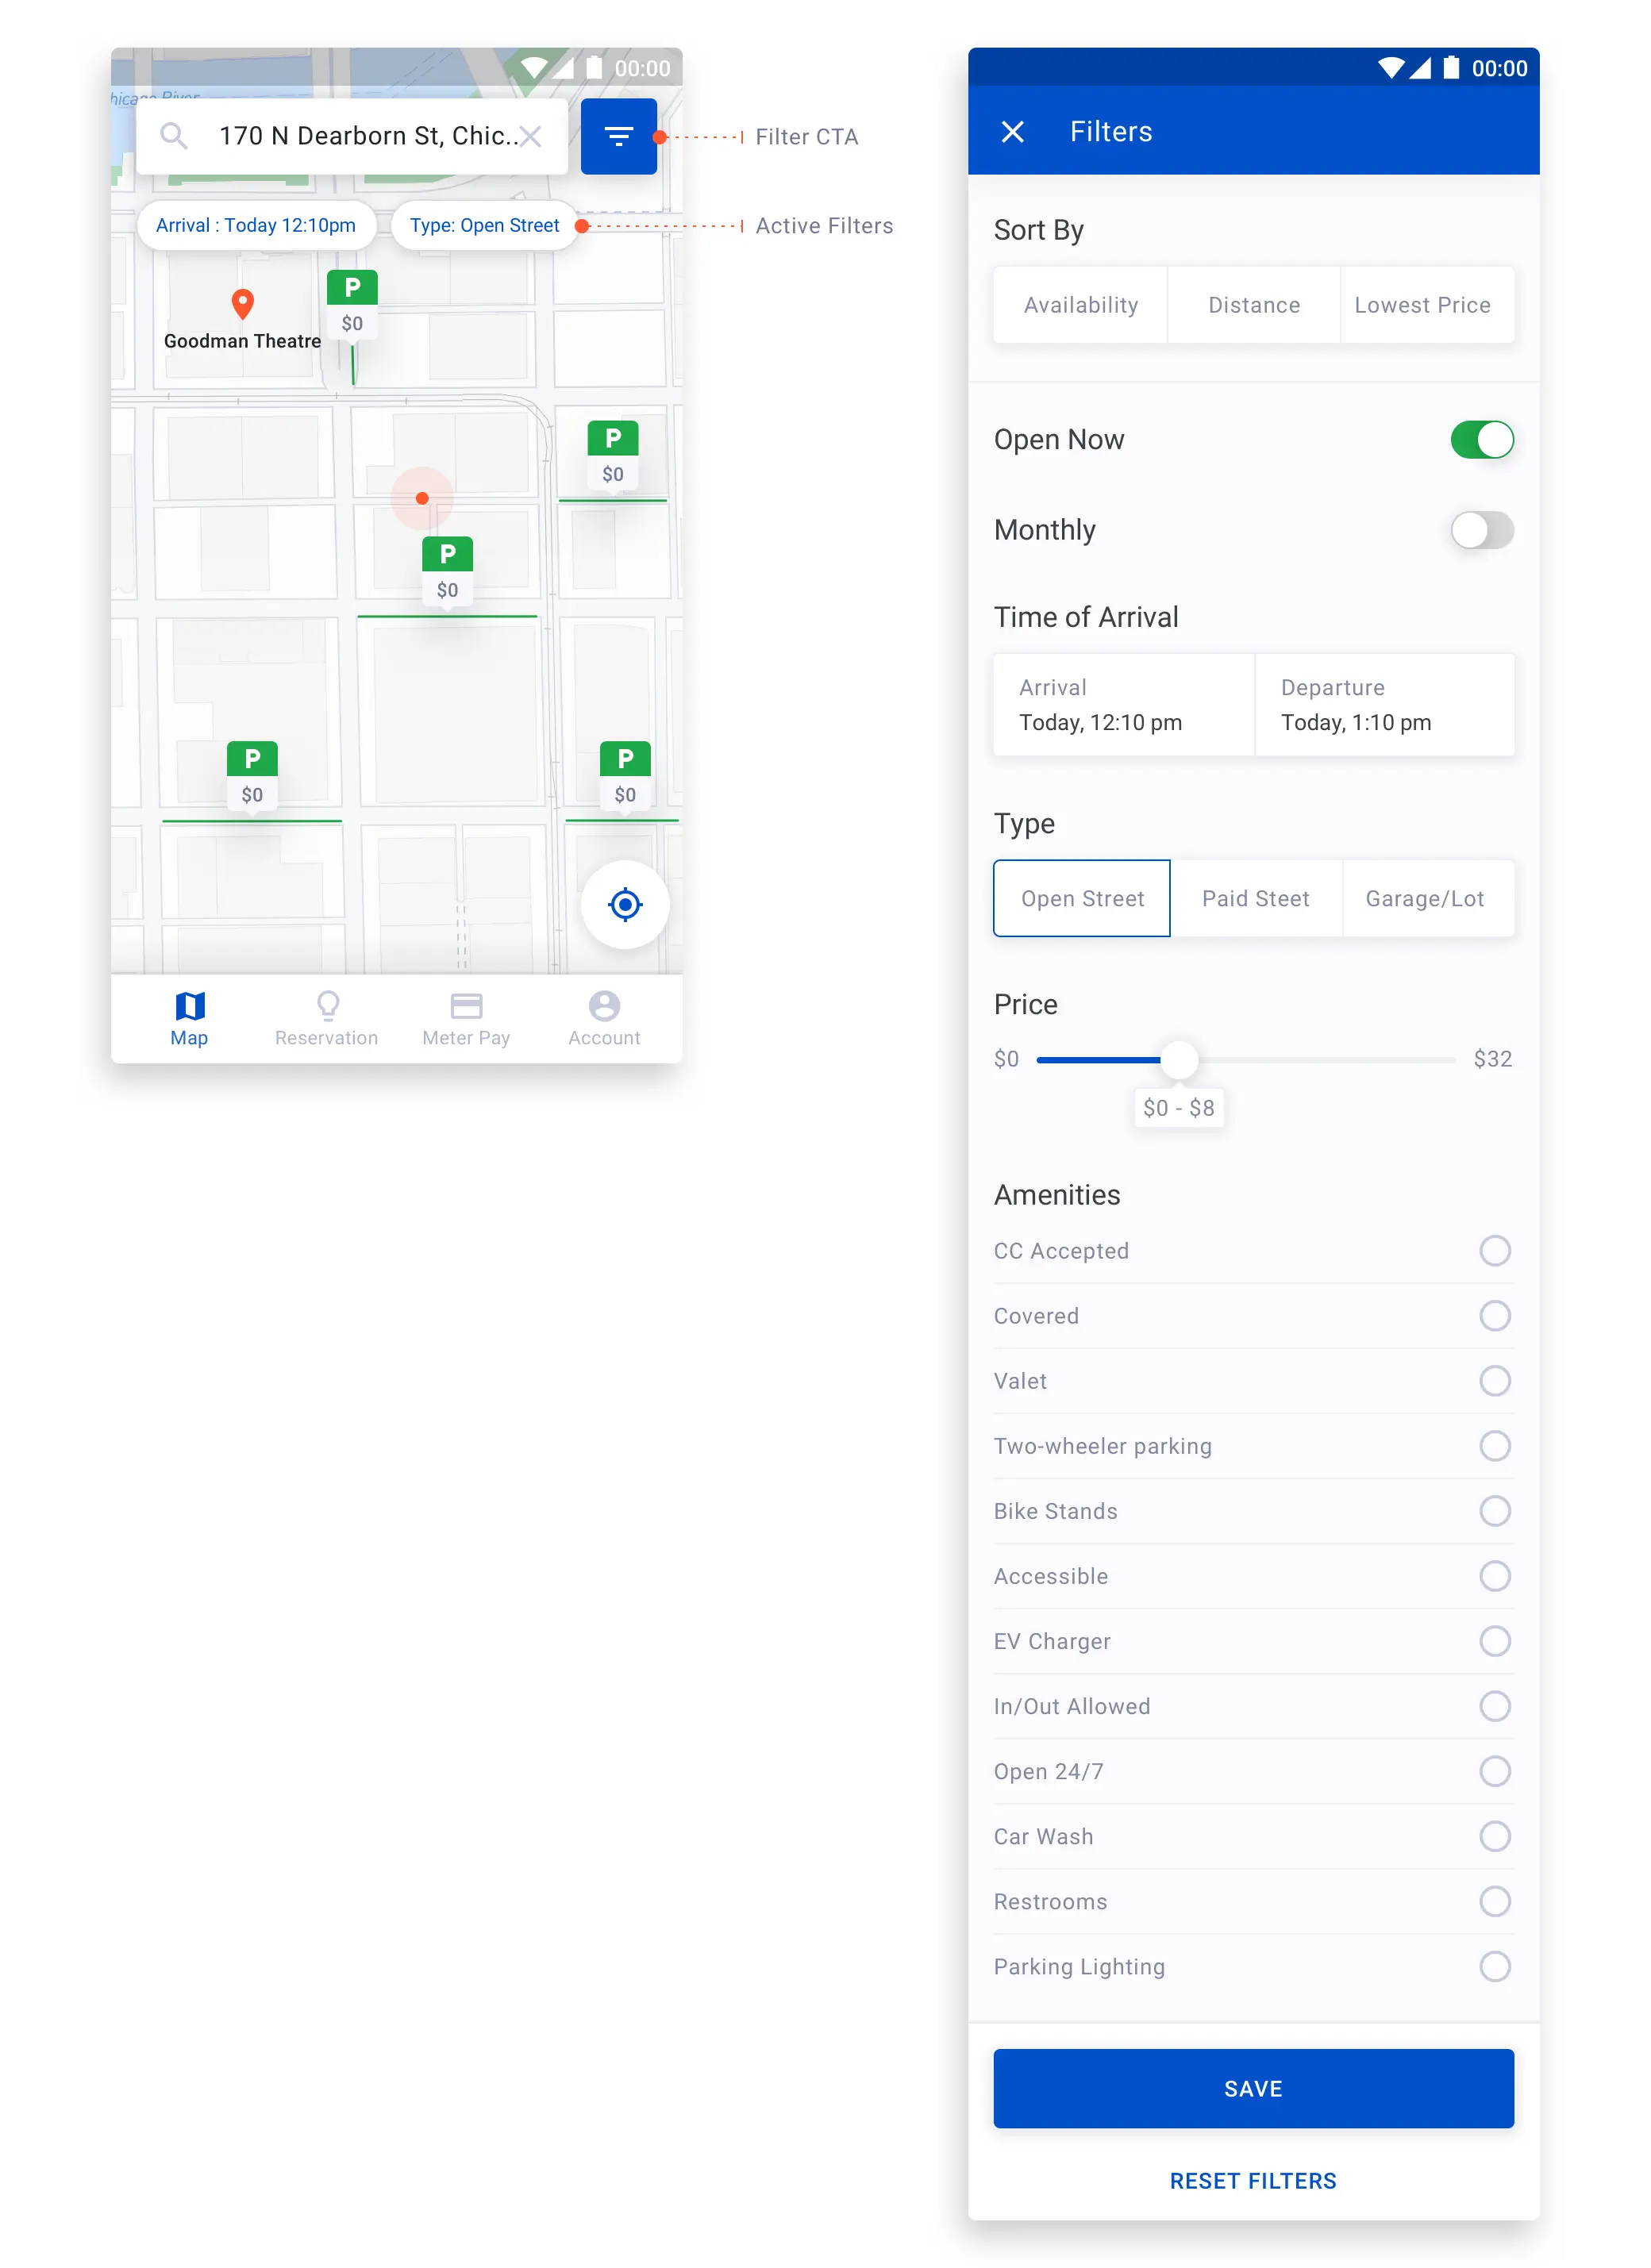 00:00
hicago River
170 N Dearborn St, Chic..
Filter CTA
Arrival : Today 12:10pm
Type: Open Street
Active Filters
P
$0
Goodman Theatre
P
$0
P
$0
P
$0
P
$0
Map
Reservation
Meter Pay
Account
00:00
Filters
Sort By
Availability
Distance
Lowest Price
Open Now
Monthly
Time of Arrival
Arrival
Today, 12:10 pm
Departure
Today, 1:10 pm
Type
Open Street
Paid Steet
Garage/Lot
Price
$0
$32
$0 - $8
Amenities
CC Accepted
Covered
Valet
Two-wheeler parking
Bike Stands
Accessible
EV Charger
In/Out Allowed
Open 24/7
Car Wash
Restrooms
Parking Lighting
SAVE
RESET FILTERS